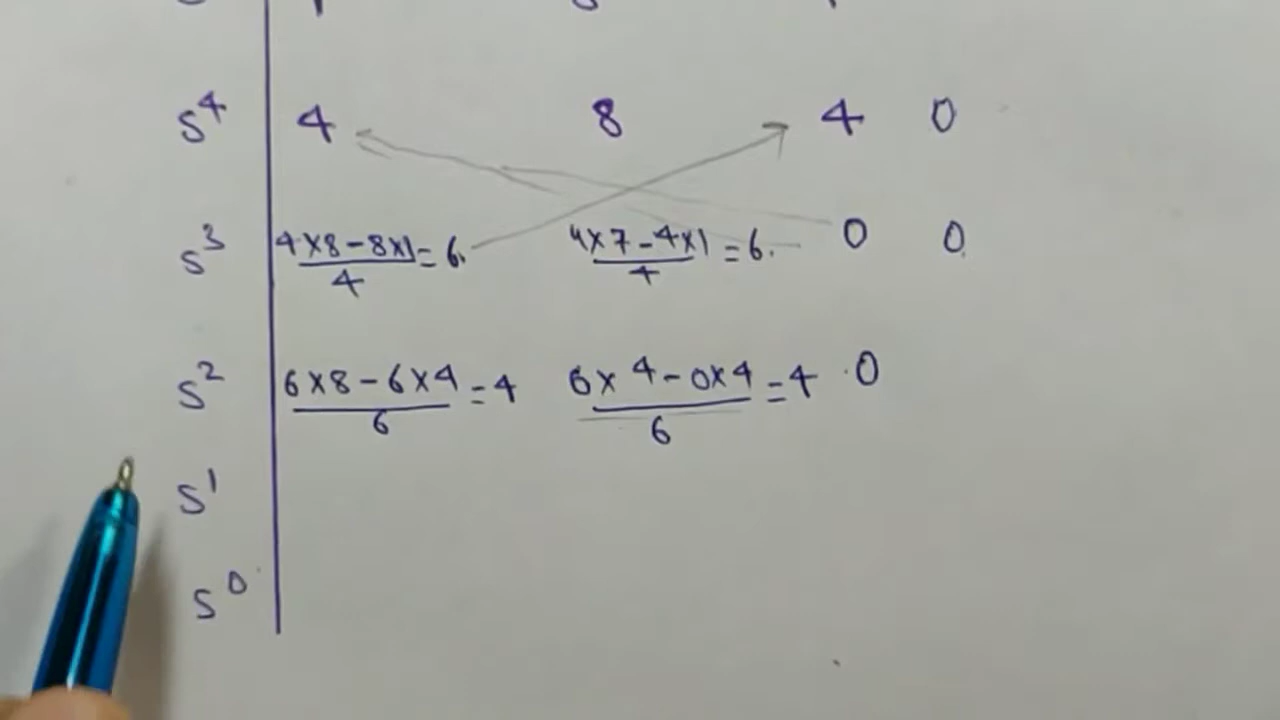 s⁴ 4 8 4 0
s³ 4×8-8×1/4 = 6. 4×7-4×1/4 = 6. 0 0
s² 6×8-6×4/6 = 4 6×4-0×4/6 = 4 0
s¹
s⁰